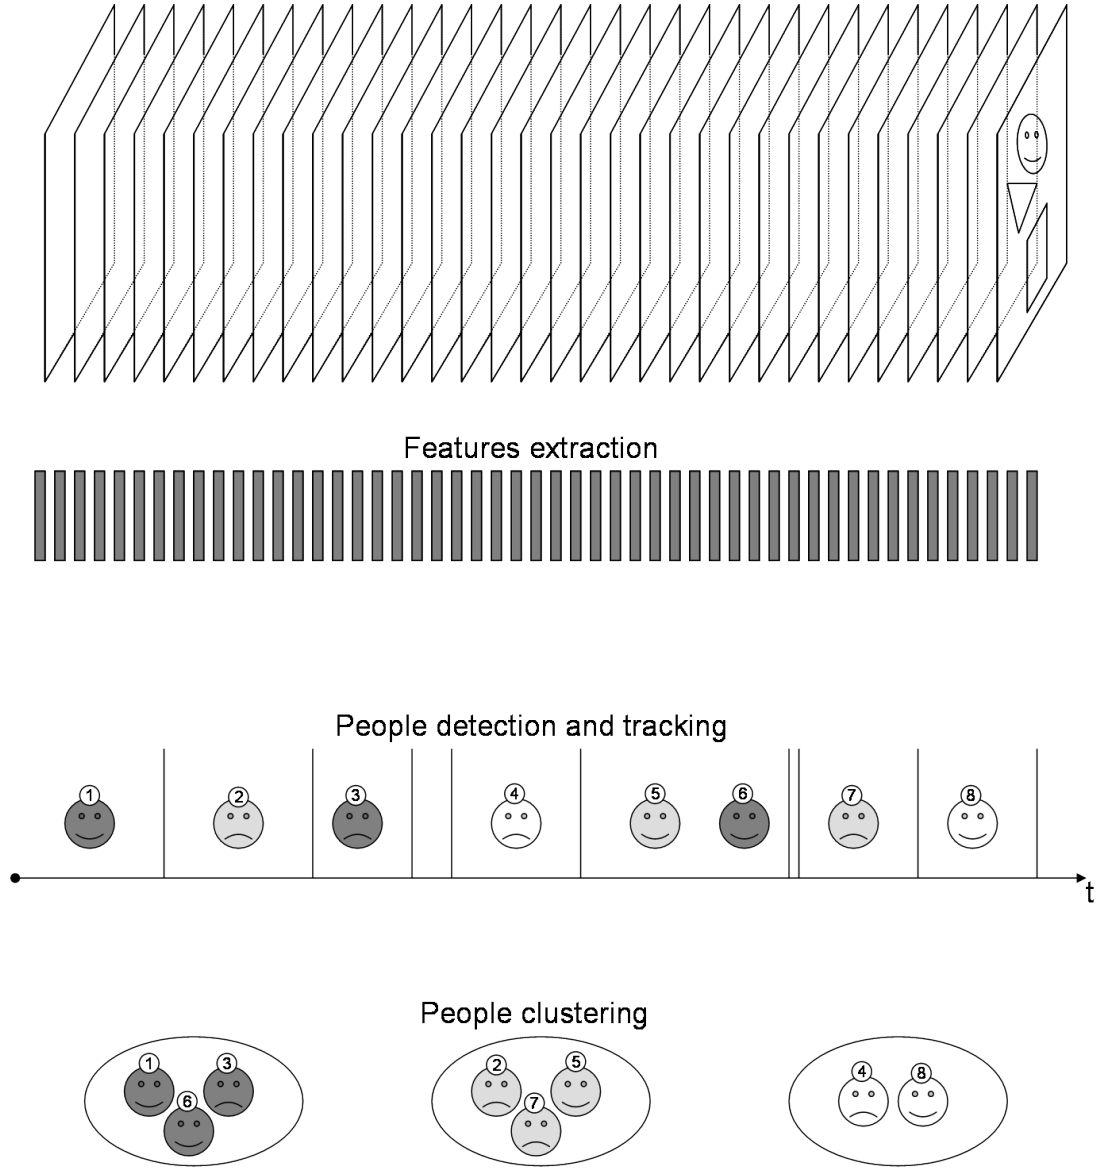 Features extraction
People detection and tracking
1 2 3 4 5 6 7 8
t
People clustering
1 3 2 5 4 8
6 7